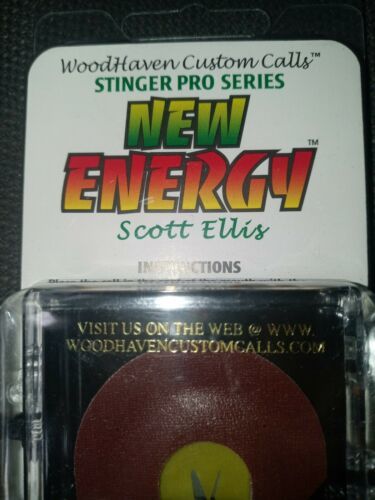 WoodHaven Custom Calls™
STINGER PRO SERIES
NEW
ENERGY™
Scott Ellis
INSTRUCTIONS
VISIT US ON THE WEB @ WWW.
WOODHAVENCUSTOMCALLS.COM